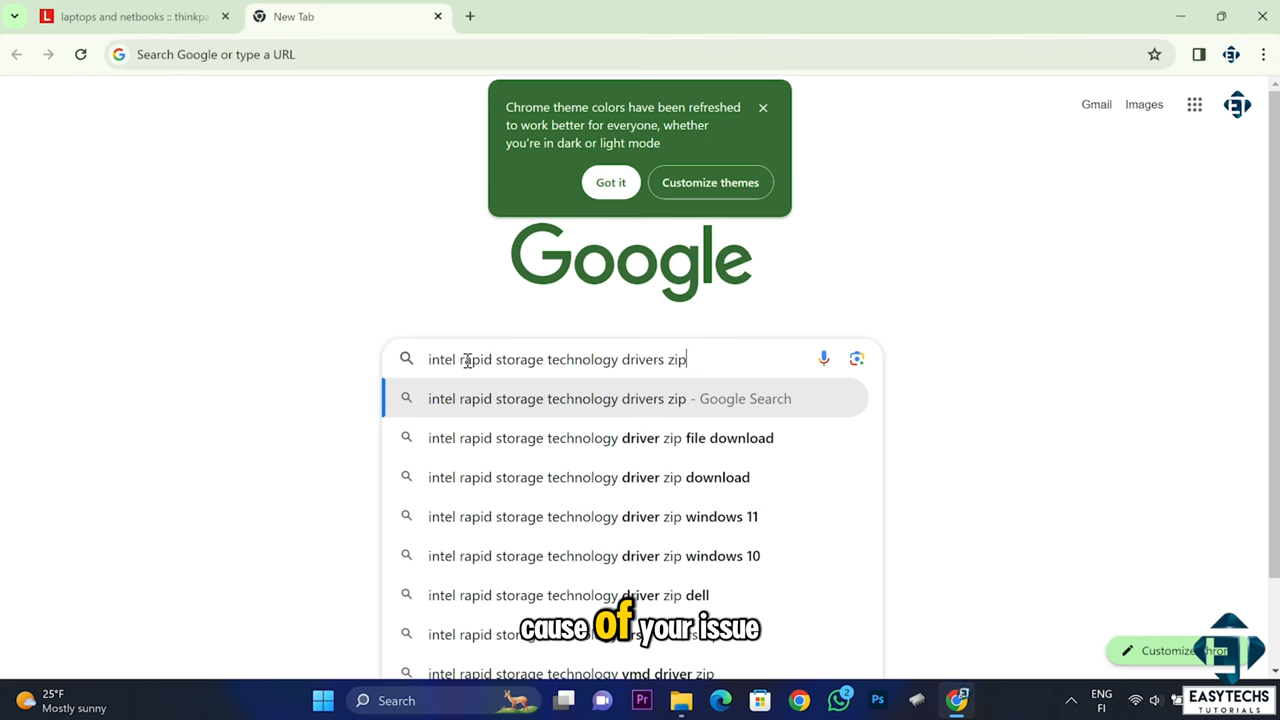 laptops and netbooks :: thinkpa
New Tab
Search Google or type a URL
Chrome theme colors have been refreshed
to work better for everyone, whether
you're in dark or light mode
Got it
Customize themes
Gmail
Images
Google
intel rapid storage technology drivers zip
intel rapid storage technology drivers zip - Google Search
intel rapid storage technology driver zip file download
intel rapid storage technology driver zip download
intel rapid storage technology driver zip windows 11
intel rapid storage technology driver zip windows 10
intel rapid storage technology driver zip dell
cause of your issue
vmd driver zip
Customize
25°F
Mostly sunny
Search
2
Pr
Ps
ENG
FI
EASYTECHS
TUTORIALS